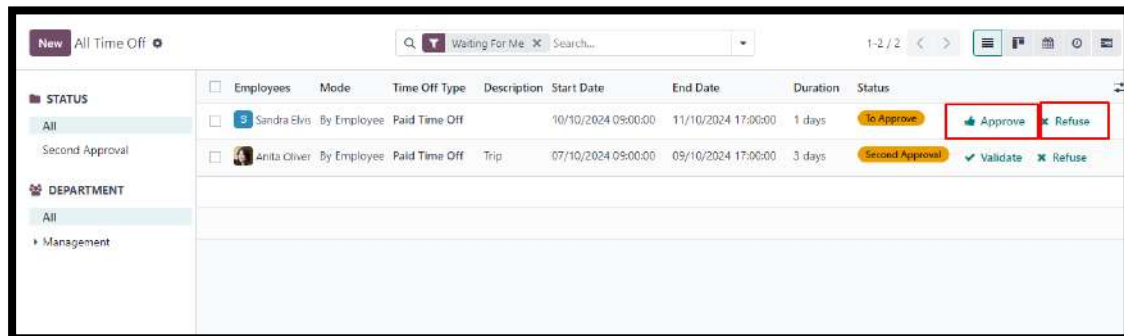 New All Time Off
Waiting For Me Search...
1-2 / 2
STATUS
All
Second Approval
DEPARTMENT
All
Management
Employees Mode Time Off Type Description Start Date End Date Duration Status
S Sandra Elvis By Employee Paid Time Off 10/10/2024 09:00:00 11/10/2024 17:00:00 1 days To Approve Approve Refuse
Anita Oliver By Employee Paid Time Off Trip 07/10/2024 09:00:00 09/10/2024 17:00:00 3 days Second Approval Validate Refuse